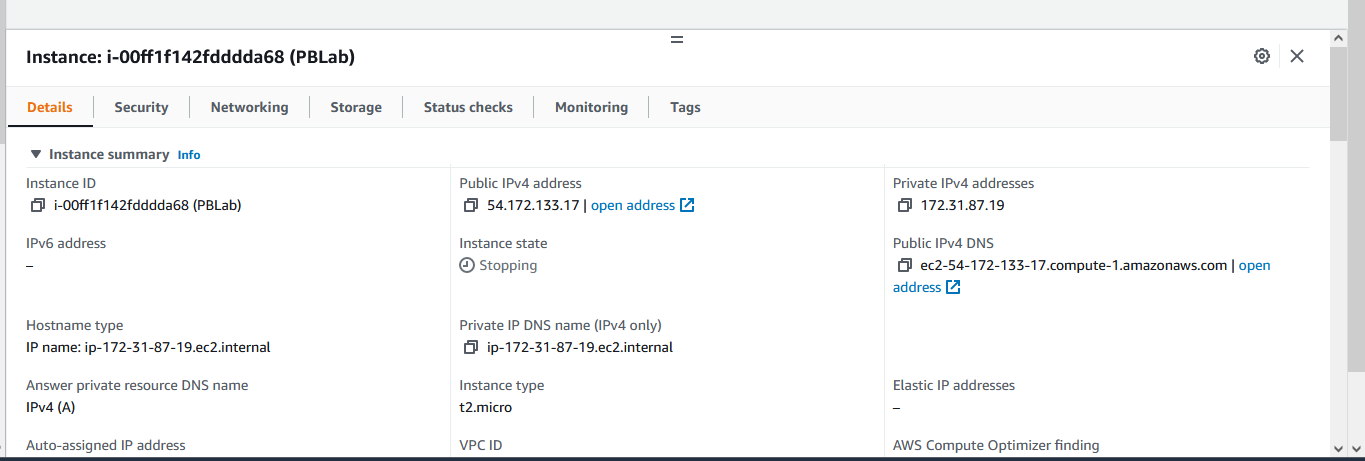 Instance: i-00ff1f142fdddda68 (PBLab)
Details
Security
Networking
Storage
Status checks
Monitoring
Tags
Instance summary Info
Instance ID
i-00ff1f142fdddda68 (PBLab)
Public IPv4 address
54.172.133.17 | open address
Private IPv4 addresses
172.31.87.19
IPv6 address
–
Instance state
Stopping
Public IPv4 DNS
ec2-54-172-133-17.compute-1.amazonaws.com | open
address
Hostname type
IP name: ip-172-31-87-19.ec2.internal
Private IP DNS name (IPv4 only)
ip-172-31-87-19.ec2.internal
Answer private resource DNS name
IPv4 (A)
Instance type
t2.micro
Elastic IP addresses
–
Auto-assigned IP address
VPC ID
AWS Compute Optimizer finding